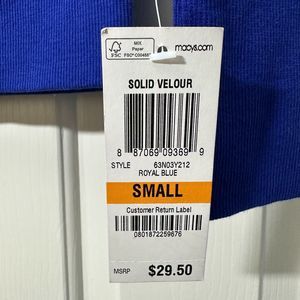 FSC
MIX
Paper
macys.com
SOLID VELOUR
8 87069 09369 9
STYLE 63N03Y212
ROYAL BLUE
SMALL
Customer Return Label
0801872259676
MSRP $29.50